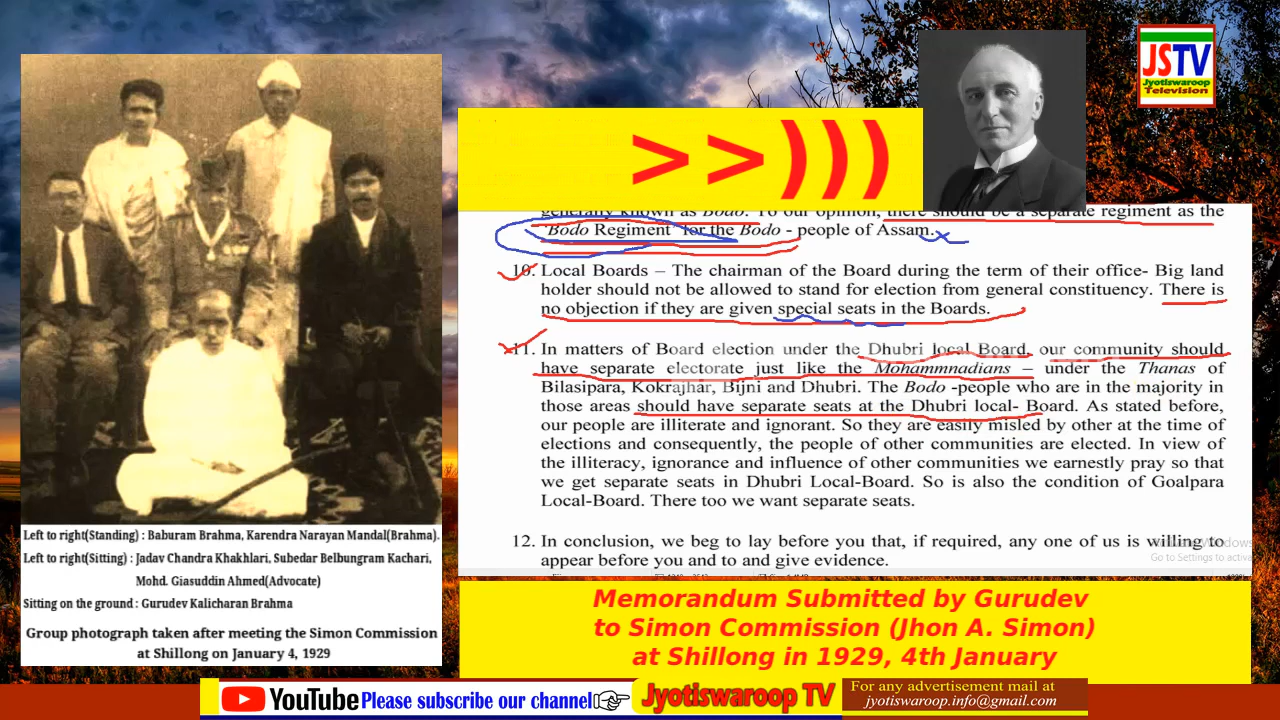 JSTV
Jyotiswaroop
Television
>>)))
generally known as Bodo. To our opinion, there should be a separate regiment as the
"Bodo Regiment" for the Bodo - people of Assam.
10. Local Boards – The chairman of the Board during the term of their office- Big land
holder should not be allowed to stand for election from general constituency. There is
no objection if they are given special seats in the Boards.
11. In matters of Board election under the Dhubri local Board, our community should
have separate electorate just like the Mohammnadians – under the Thanas of
Bilasipara, Kokrajhar, Bijni and Dhubri. The Bodo -people who are in the majority in
those areas should have separate seats at the Dhubri local- Board. As stated before,
our people are illiterate and ignorant. So they are easily misled by other at the time of
elections and consequently, the people of other communities are elected. In view of
the illiteracy, ignorance and influence of other communities we earnestly pray so that
we get separate seats in Dhubri Local-Board. So is also the condition of Goalpara
Local-Board. There too we want separate seats.
12. In conclusion, we beg to lay before you that, if required, any one of us is willing to
appear before you and to and give evidence.
Windows
Go to Settings to activa
Left to right(Standing) : Baburam Brahma, Karendra Narayan Mandal(Brahma).
Left to right(Sitting) : Jadav Chandra Khakhlari, Subedar Belbungram Kachari,
Mohd. Giasuddin Ahmed(Advocate)
Sitting on the ground : Gurudev Kalicharan Brahma
Group photograph taken after meeting the Simon Commission
at Shillong on January 4, 1929
Memorandum Submitted by Gurudev
to Simon Commission (Jhon A. Simon)
at Shillong in 1929, 4th January
YouTube Please subscribe our channel Jyotiswaroop TV
For any advertisement mail at
jyotiswaroop.info@gmail.com